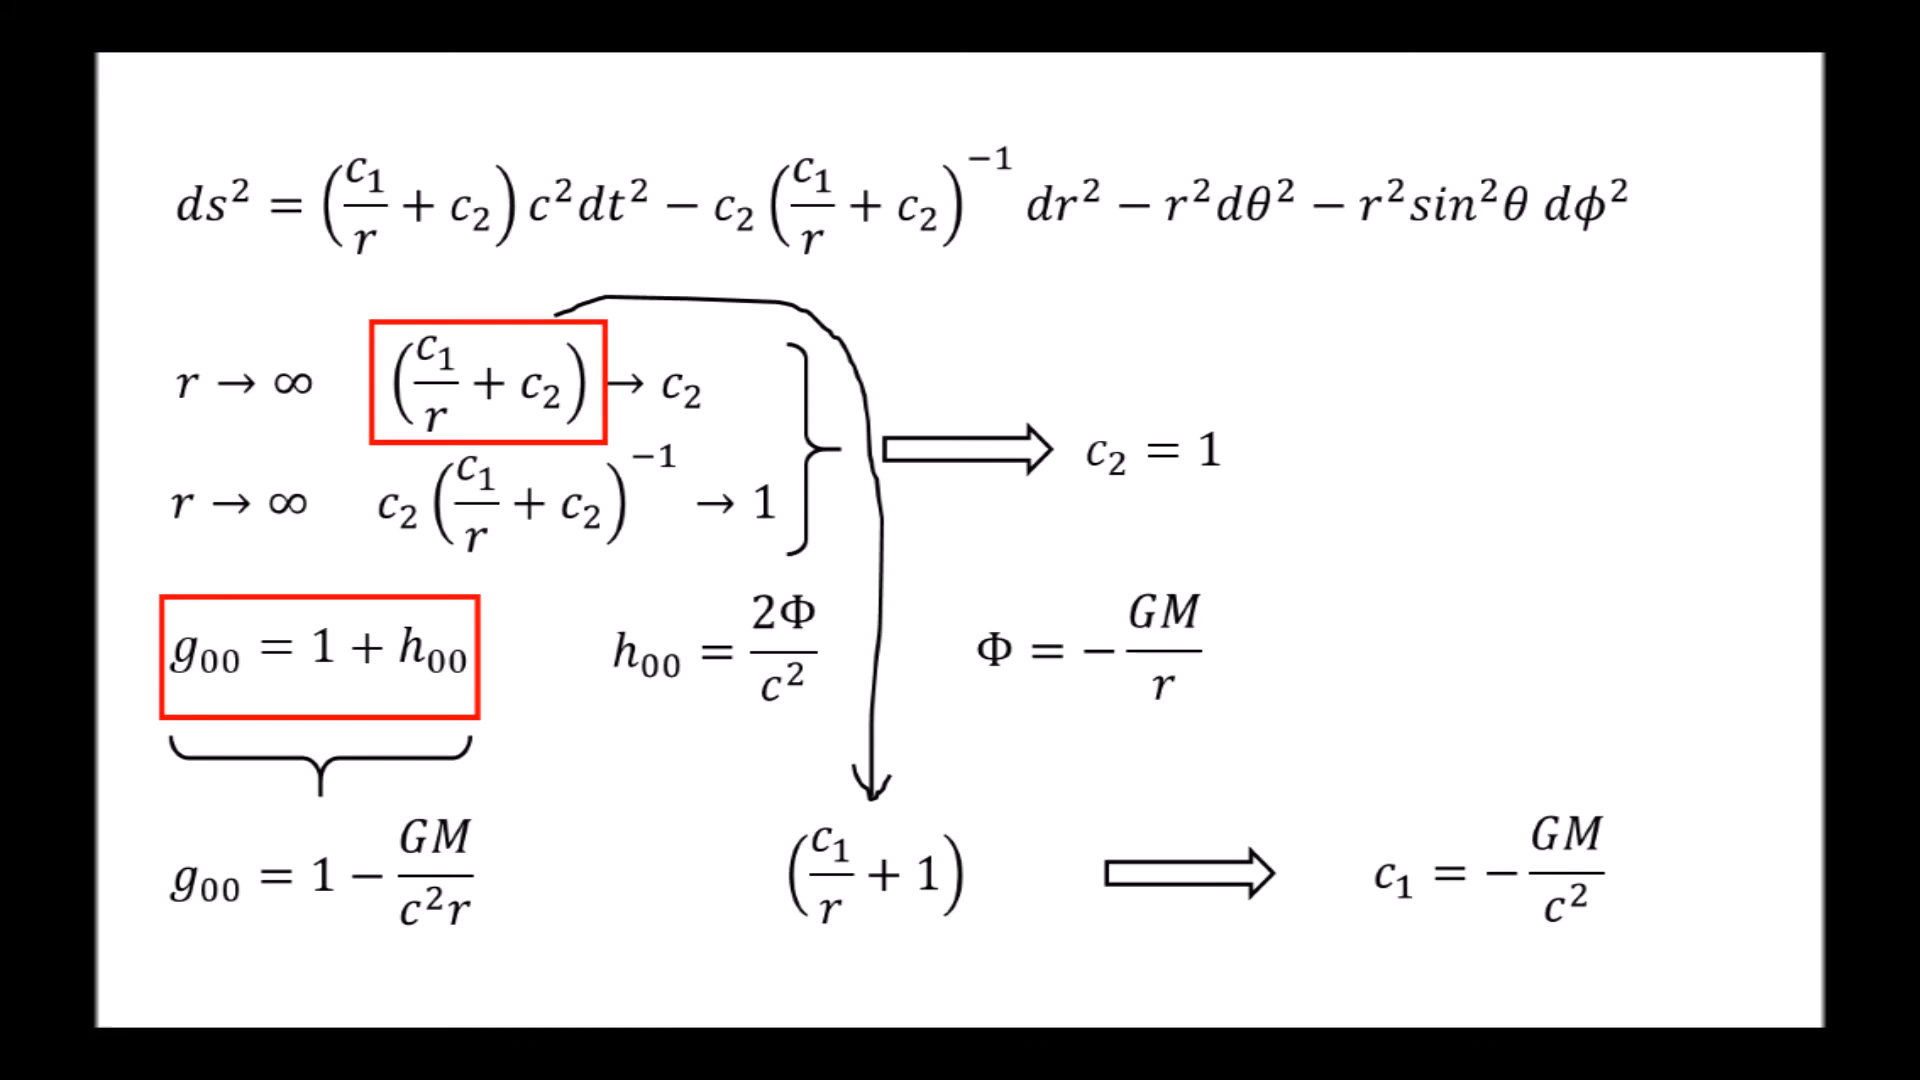 ds² = (c₁/r + c₂) c²dt² − c₂ (c₁/r + c₂)⁻¹ dr² − r²dθ² − r²sin²θ dϕ²
r → ∞ (c₁/r + c₂) → c₂
r → ∞ c₂ (c₁/r + c₂)⁻¹ → 1
c₂ = 1
g₀₀ = 1 + h₀₀ h₀₀ = 2Φ/c² Φ = − GM/r
g₀₀ = 1 − GM/c²r (c₁/r + 1) c₁ = − GM/c²